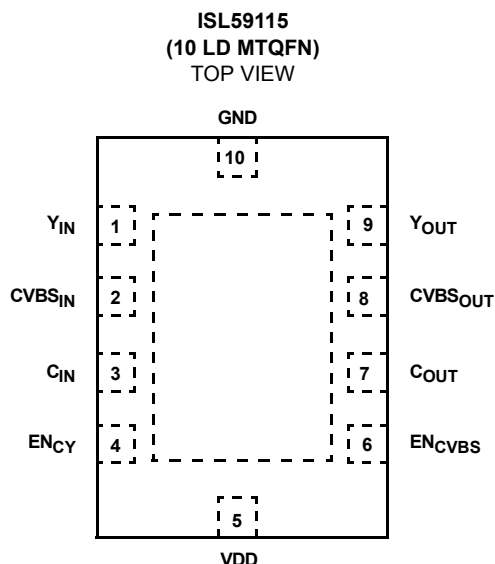 ISL59115
(10 LD MTQFN)
TOP VIEW
GND
10
YIN 1 9 YOUT
CVBSIN 2 8 CVBSOUT
CIN 3 7 COUT
ENCY 4 6 ENCVBS
5
VDD